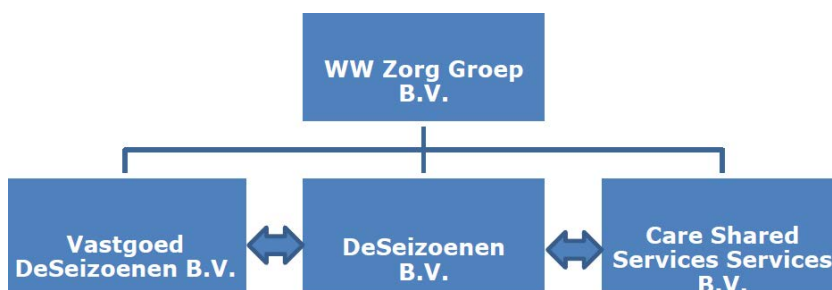 WW Zorg Groep
B.V.
Vastgoed
DeSeizoenen B.V.
DeSeizoenen
B.V.
Care Shared
Services Services
B.V.